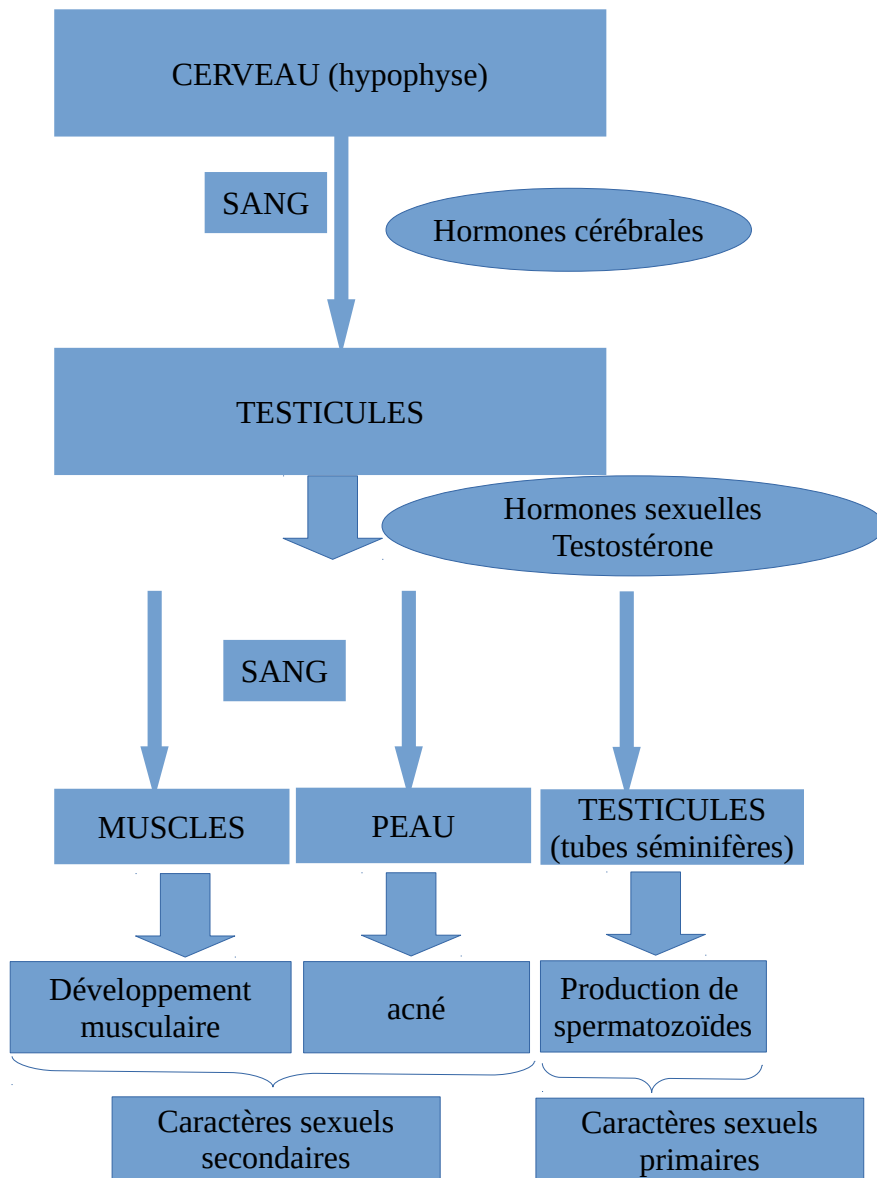 CERVEAU (hypophyse)
SANG
Hormones cérébrales
TESTICULES
Hormones sexuelles
Testostérone
SANG
MUSCLES
PEAU
TESTICULES
(tubes séminifères)
Développement
musculaire
acné
Production de
spermatozoïdes
Caractères sexuels
secondaires
Caractères sexuels
primaires